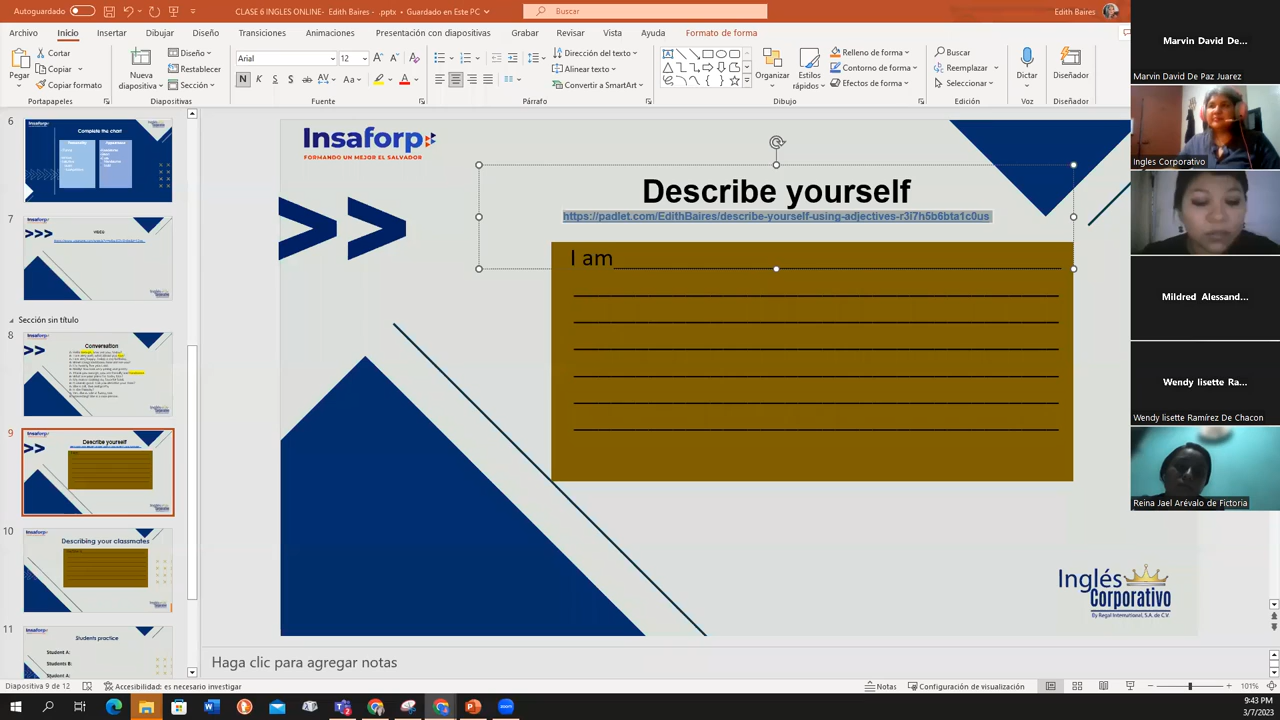 Autoguardado
CLASE 6 INGLES ONLINE- Edith Baires- .pptx • Guardado en Este PC
Buscar
Edith Baires
Archivo Inicio Insertar Dibujar Diseño Transiciones Animaciones Presentación con diapositivas Grabar Revisar Vista Ayuda Formato de forma
Pegar
Cortar
Copiar
Copiar formato
Portapapeles
Nueva diapositiva
Diseño
Restablecer
Sección
Diapositivas
Arial 12
N K S S
Fuente
Párrafo
Dirección del texto
Alinear texto
Convertir a SmartArt
Organizar
Estilos rápidos
Relleno de forma
Contorno de forma
Efectos de forma
Dibujo
Buscar
Reemplazar
Seleccionar
Edición
Dictar
Voz
Diseñador
Diseñador
6
Complete the chart
7
VIDEO
Sección sin título
8
Conversation
9
Describe yourself
10
Describing your classmates
11
Students practice
Student A:
Students B:
Student A:
Insaforp
FORMANDO UN MEJOR EL SALVADOR
>>
Describe yourself
https://padlet.com/EdithBaires/describe-yourself-using-adjectives-r3l7h5b6bta1c0us
I am
Inglés
Corporativo
By Regal International, S.A. de C.V.
Marvin David De...
Marvin David De Paz Juarez
Ingles Corporativo
Mildred Alessand...
Wendy lisette Ra...
Wendy lisette Ramírez De Chacon
Reina Jael Arévalo de Fictoria
Haga clic para agregar notas
Diapositiva 9 de 12
Accesibilidad: es necesario investigar
Notas
Configuración de visualización
101%
9:43 PM
3/7/2023